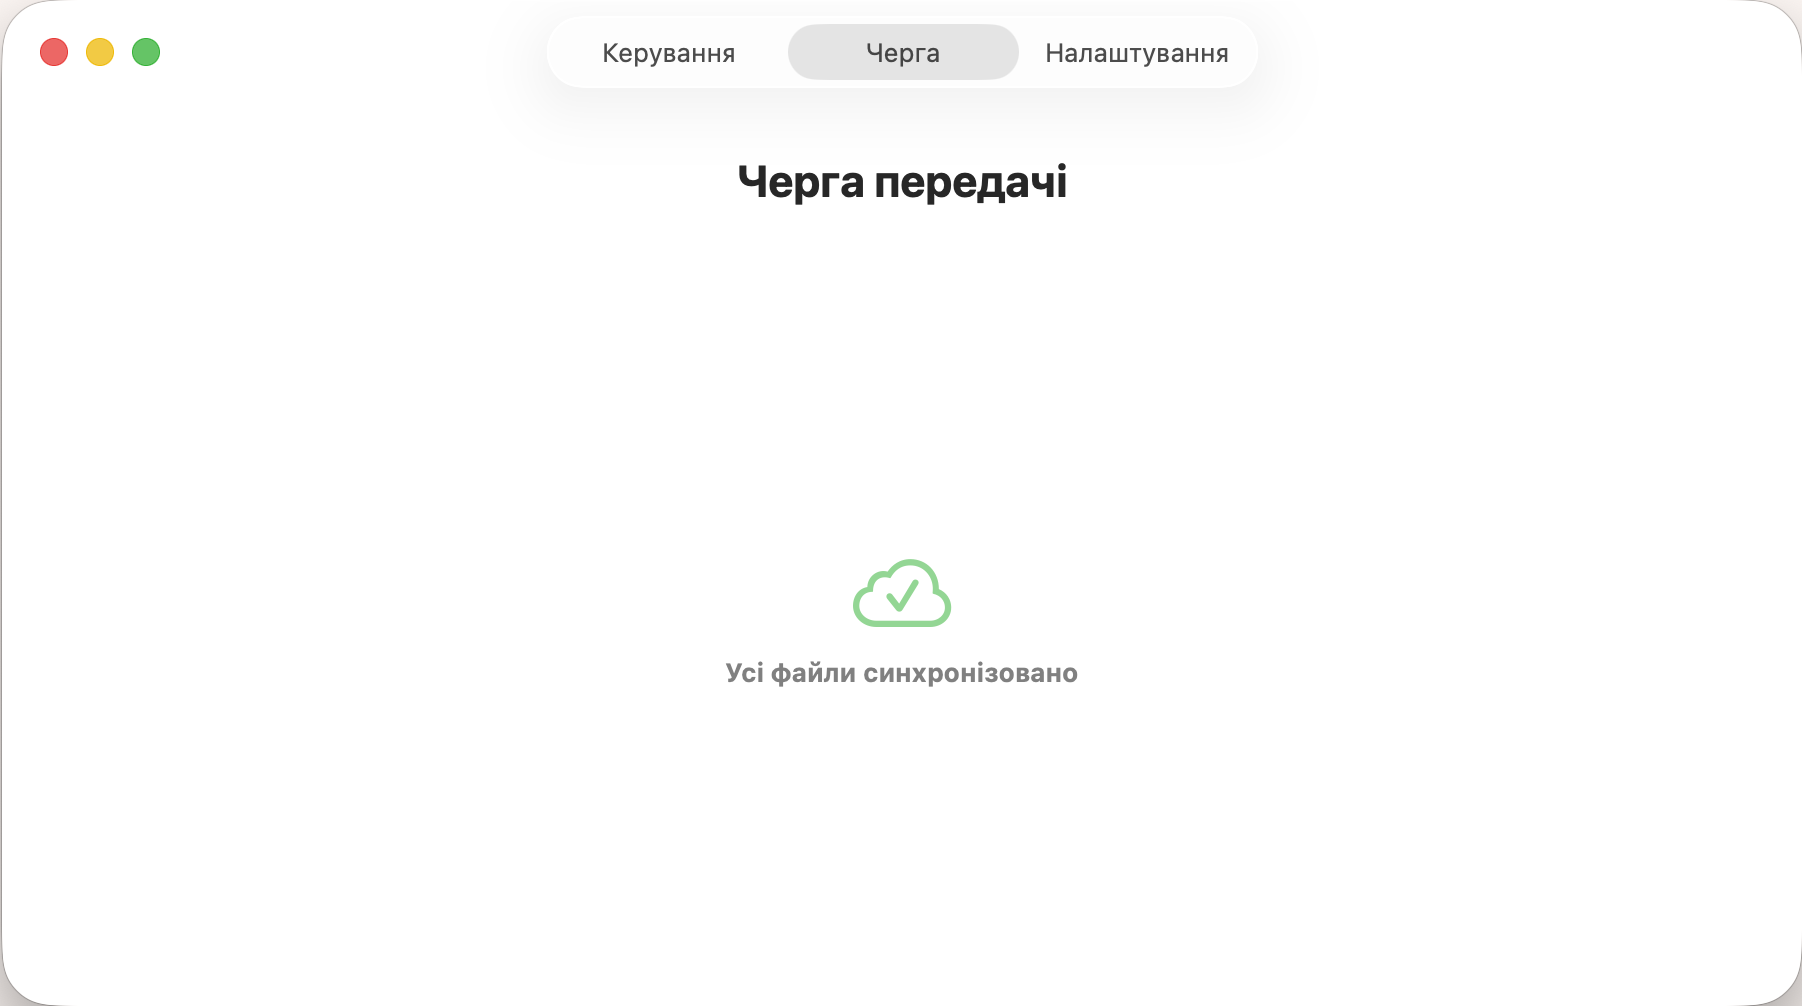 Керування
Черга
Налаштування
Черга передачі
Усі файли синхронізовано